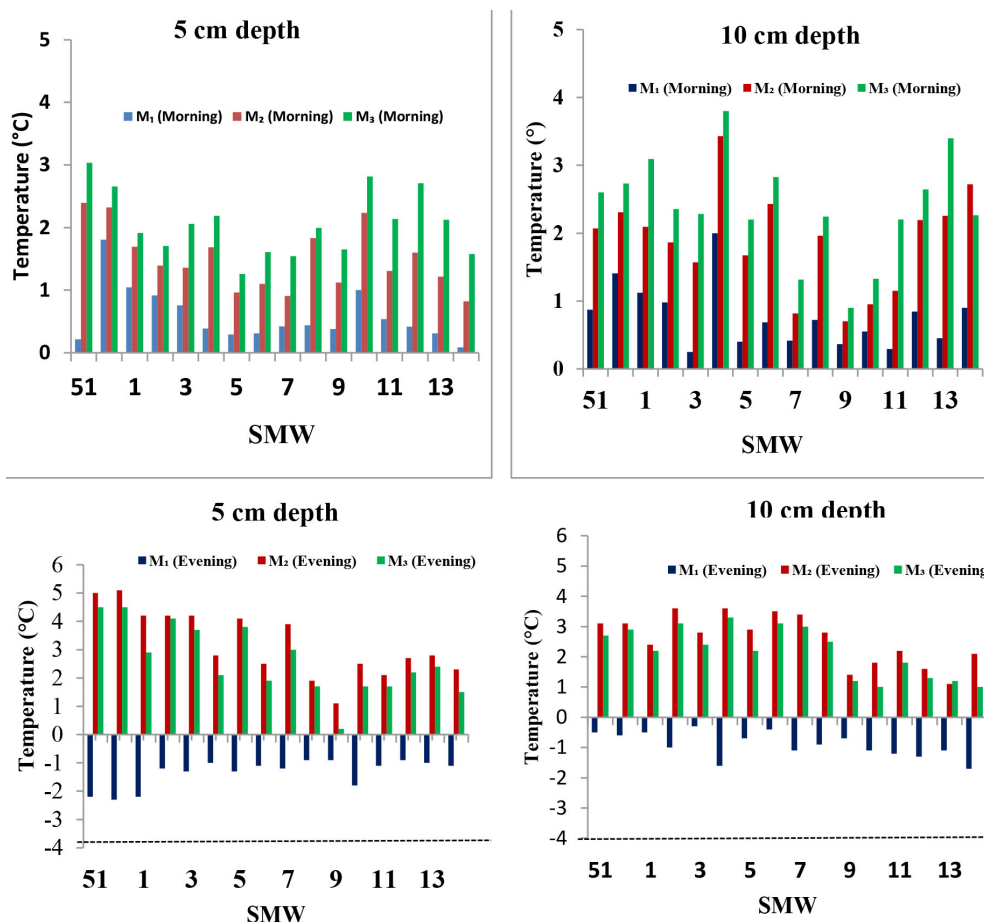 5 cm depth
M₁ (Morning) M₂ (Morning) M₃ (Morning)
Temperature (°C)
5
4
3
2
1
0
51 1 3 5 7 9 11 13
SMW
10 cm depth
M₁ (Morning) M₂ (Morning) M₃ (Morning)
Temperature (°)
5
4
3
2
1
0
51 1 3 5 7 9 11 13
SMW
5 cm depth
M₁ (Evening) M₂ (Evening) M₃ (Evening)
Temperature (°C)
6
5
4
3
2
1
0
-1
-2
-3
-4
51 1 3 5 7 9 11 13
SMW
10 cm depth
M₁ (Evening) M₂ (Evening) M₃ (Evening
Temperature (°C)
6
5
4
3
2
1
0
-1
-2
-3
-4
51 1 3 5 7 9 11 13
SMW